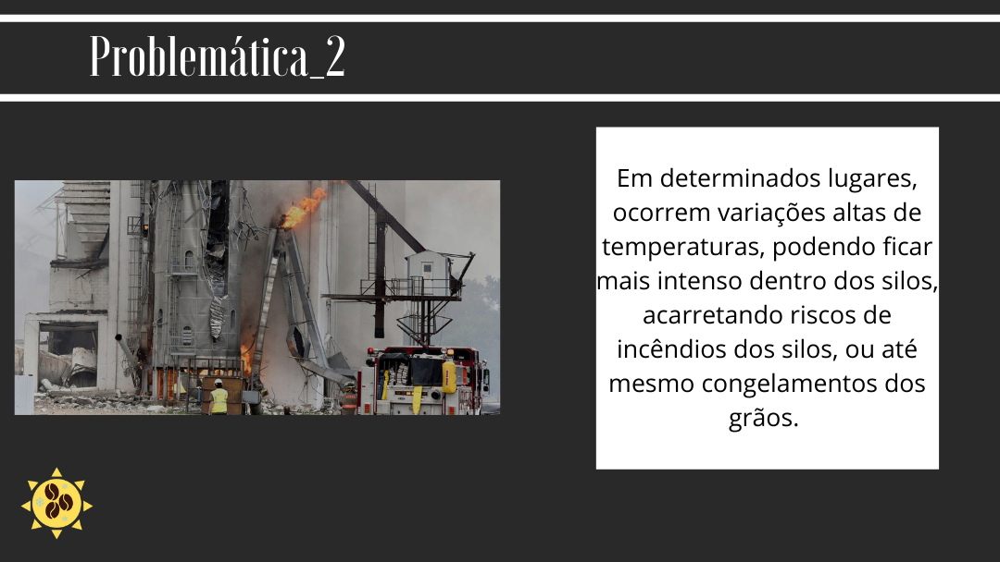 Problemática_2
Em determinados lugares,
ocorrem variações altas de
temperaturas, podendo ficar
mais intenso dentro dos silos,
acarretando riscos de
incêndios dos silos, ou até
mesmo congelamentos dos
grãos.